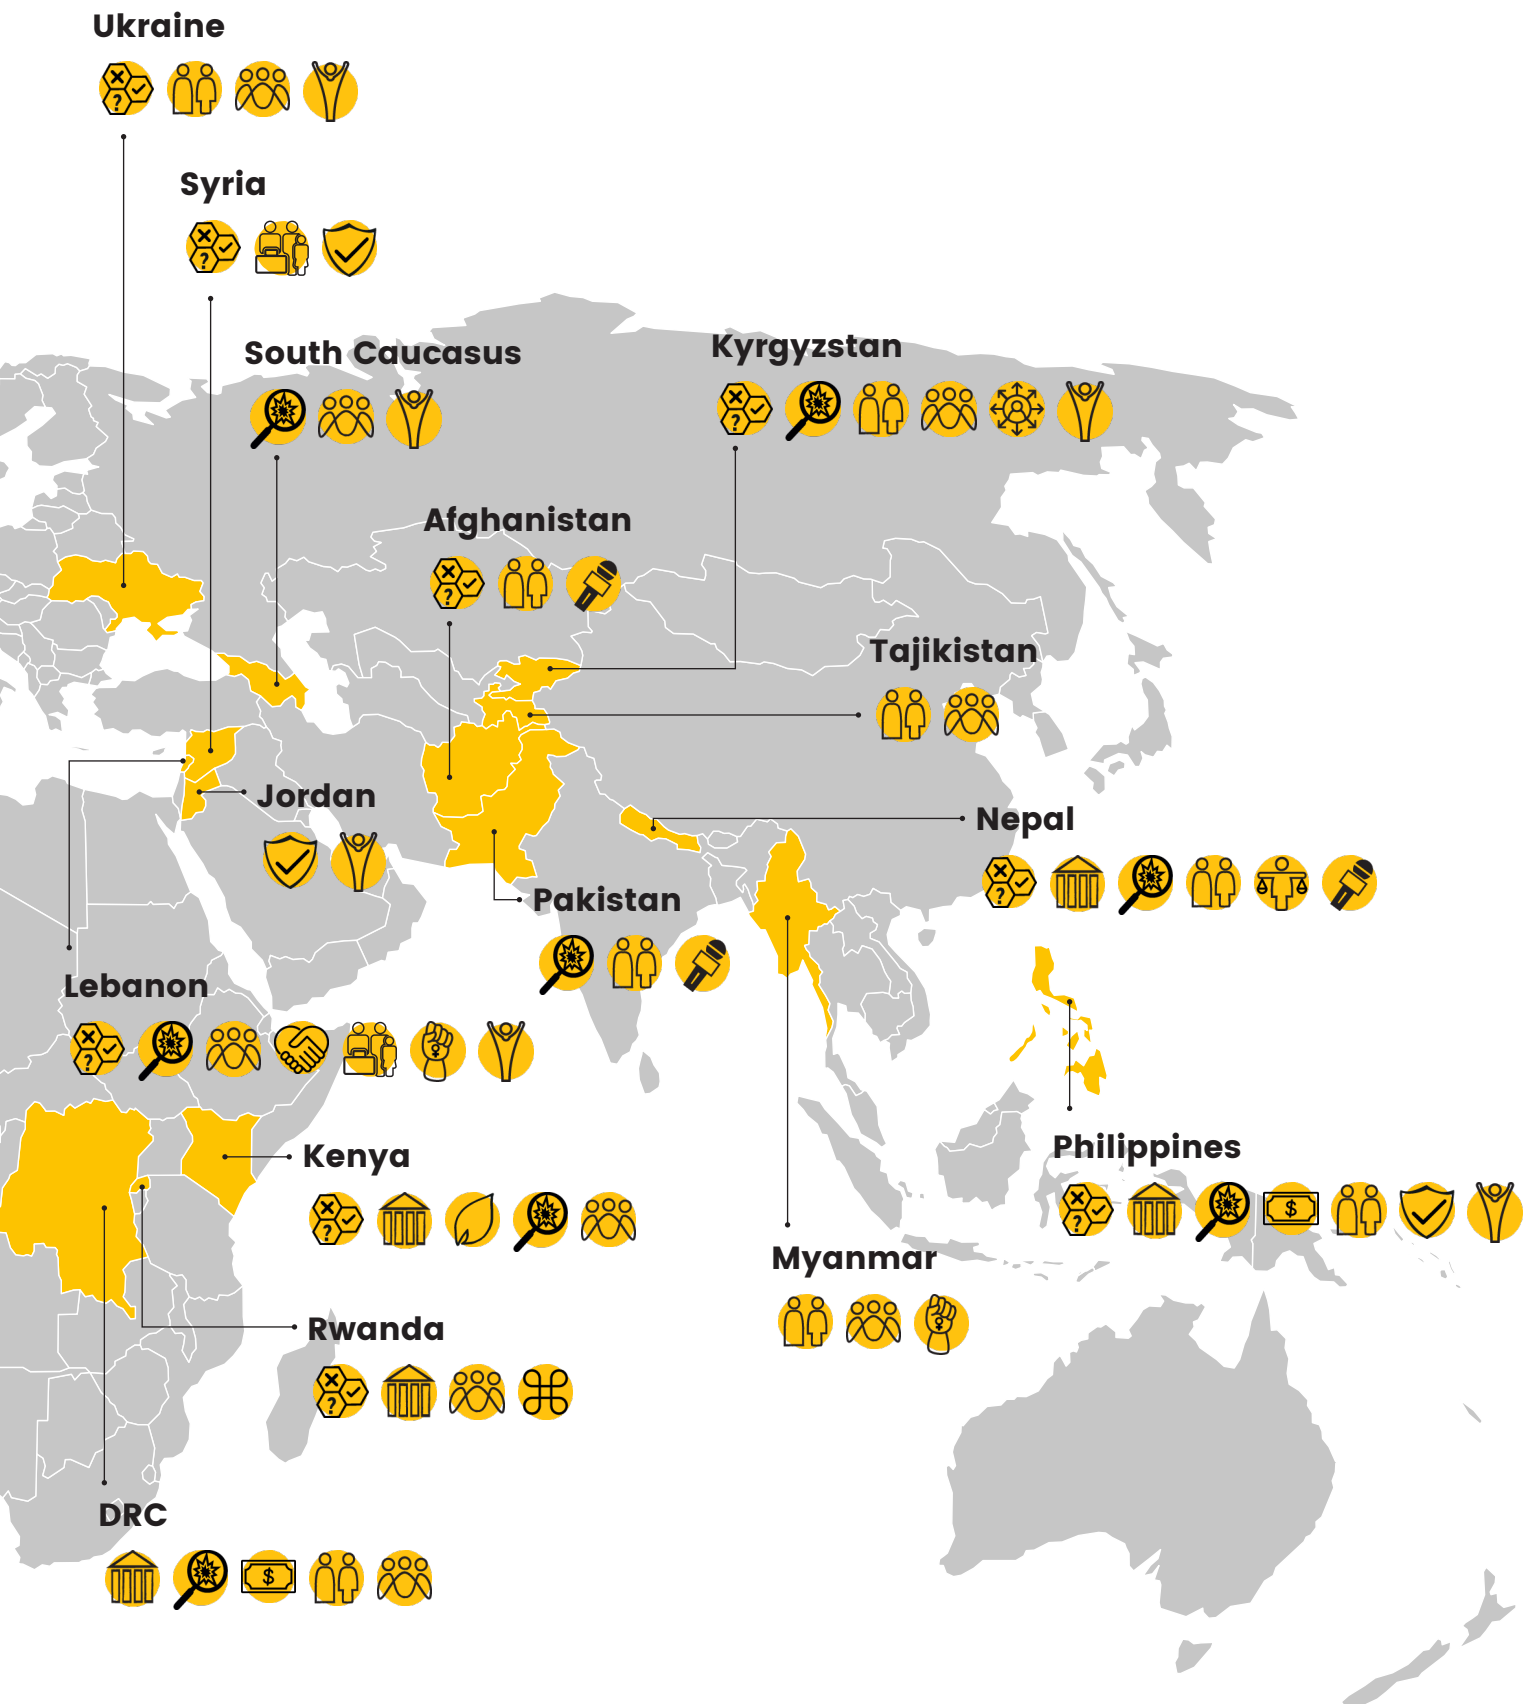 Ukraine
Syria
South Caucasus
Kyrgyzstan
Afghanistan
Tajikistan
Jordan
Nepal
Pakistan
Lebanon
Kenya
Philippines
Myanmar
Rwanda
DRC